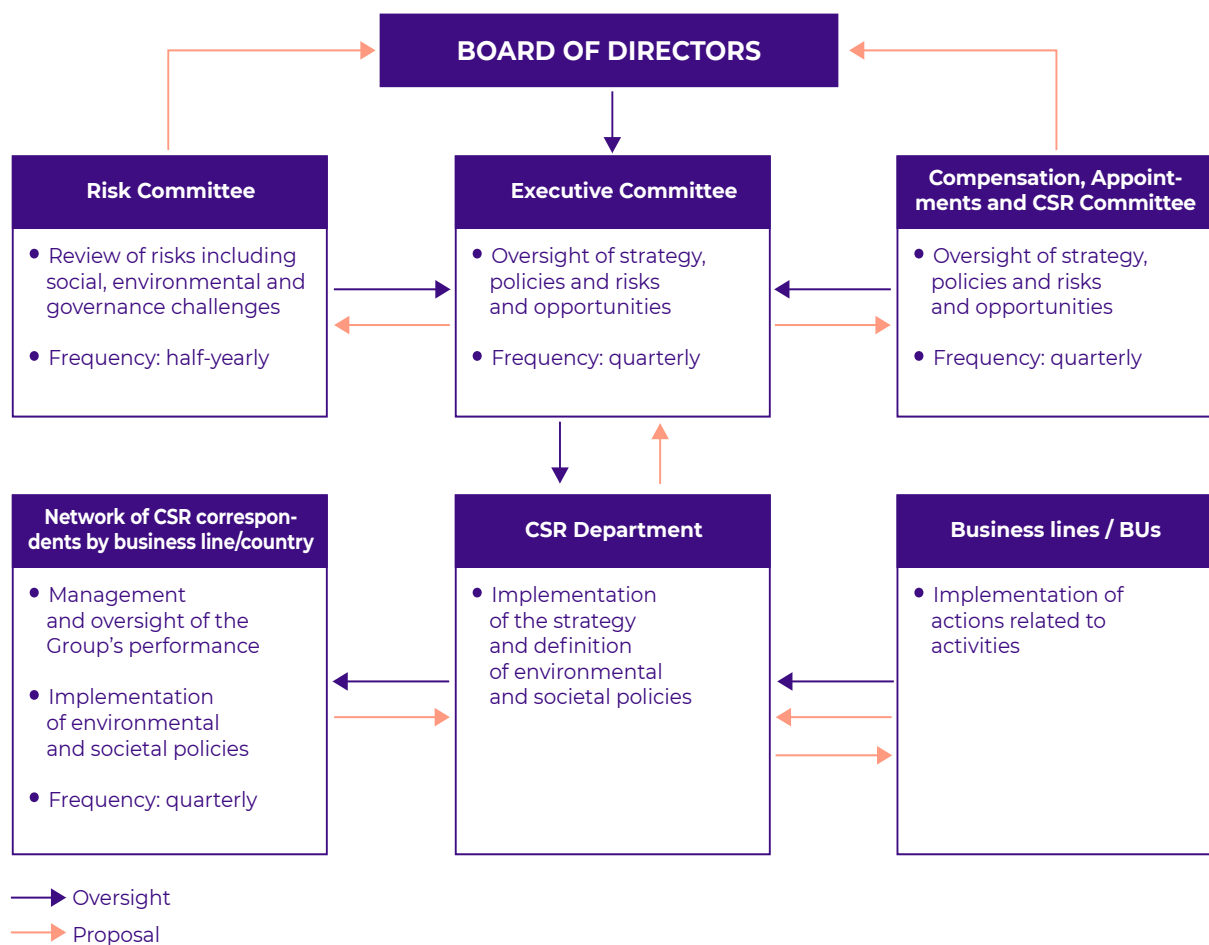 BOARD OF DIRECTORS
Risk Committee
• Review of risks including
social, environmental and
governance challenges
• Frequency: half-yearly
Executive Committee
• Oversight of strategy,
policies and risks
and opportunities
• Frequency: quarterly
Compensation, Appoint-
ments and CSR Committee
• Oversight of strategy,
policies and risks
and opportunities
• Frequency: quarterly
Network of CSR correspon-
dents by business line/country
• Management
and oversight of the
Group’s performance
• Implementation
of environmental
and societal policies
• Frequency: quarterly
CSR Department
• Implementation
of the strategy
and definition
of environmental
and societal policies
Business lines / BUs
• Implementation of
actions related to
activities
Oversight
Proposal